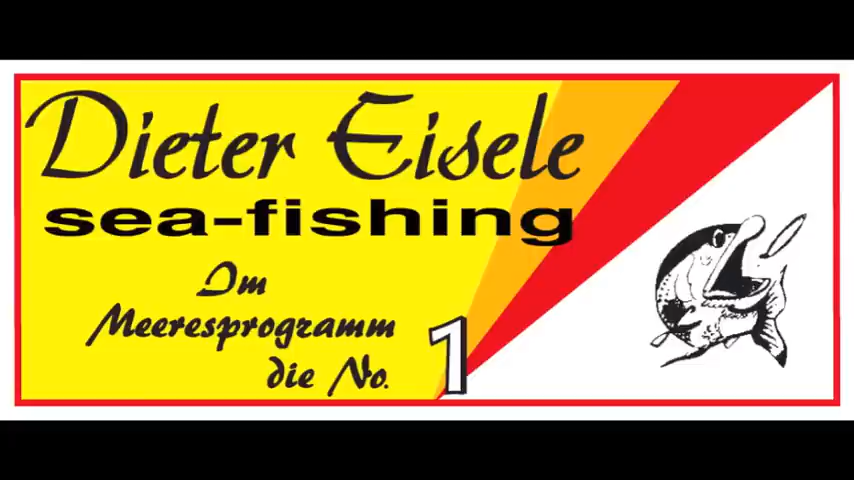 Dieter Eisele
sea-fishing
Im
Meeresprogramm
die No. 1